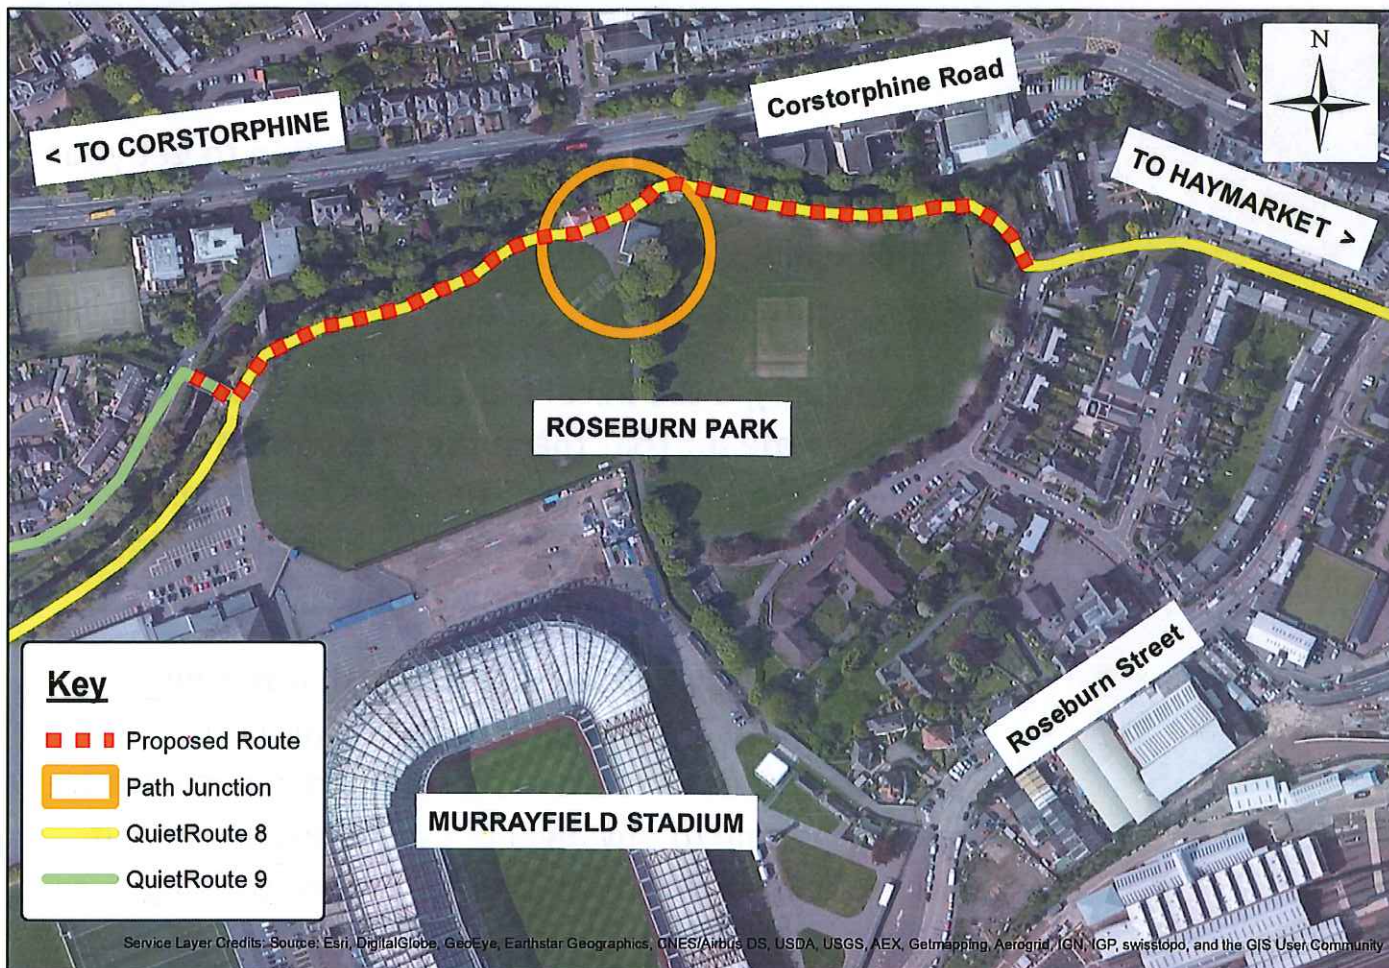 N
Corstorphine Road
< TO CORSTORPHINE
TO HAYMARKET >
ROSEBURN PARK
Roseburn Street
MURRAYFIELD STADIUM
Key
Proposed Route
Path Junction
QuietRoute 8
QuietRoute 9
Service Layer Credits: Source: Esri, DigitalGlobe, GeoEye, Earthstar Geographics, CNES/Airbus DS, USDA, USGS, AEX, Getmapping, Aerogrid, IGN, IGP, swisstopo, and the GIS User Community